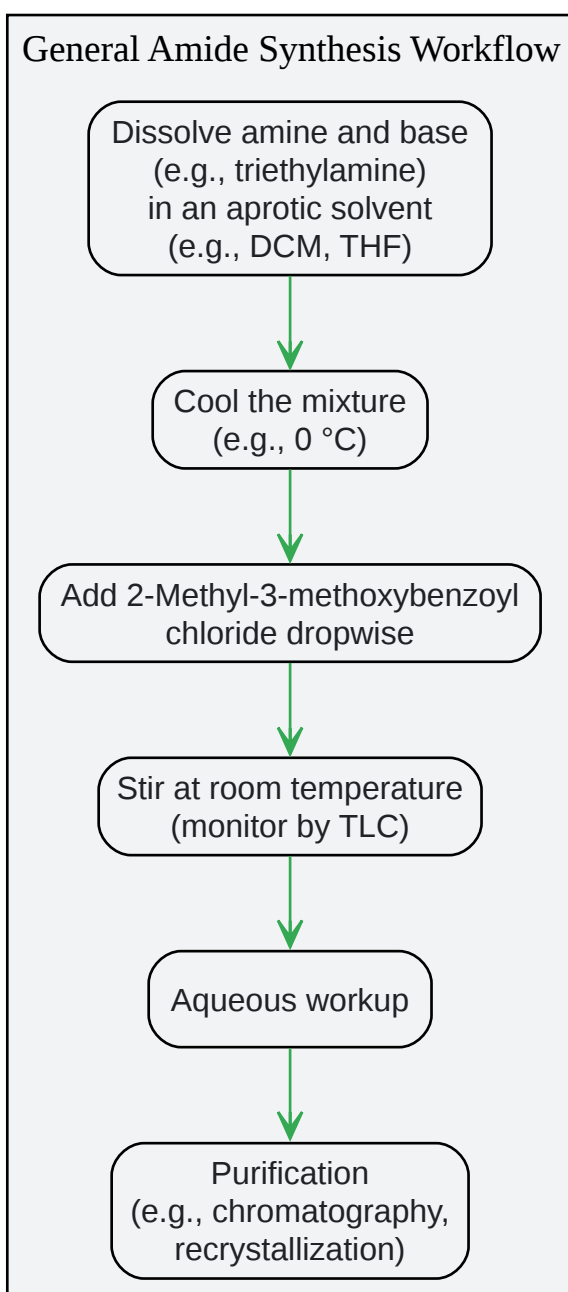 General Amide Synthesis Workflow
Dissolve amine and base
(e.g., triethylamine)
in an aprotic solvent
(e.g., DCM, THF)
Cool the mixture
(e.g., 0 °C)
Add 2-Methyl-3-methoxybenzoyl
chloride dropwise
Stir at room temperature
(monitor by TLC)
Aqueous workup
Purification
(e.g., chromatography,
recrystallization)